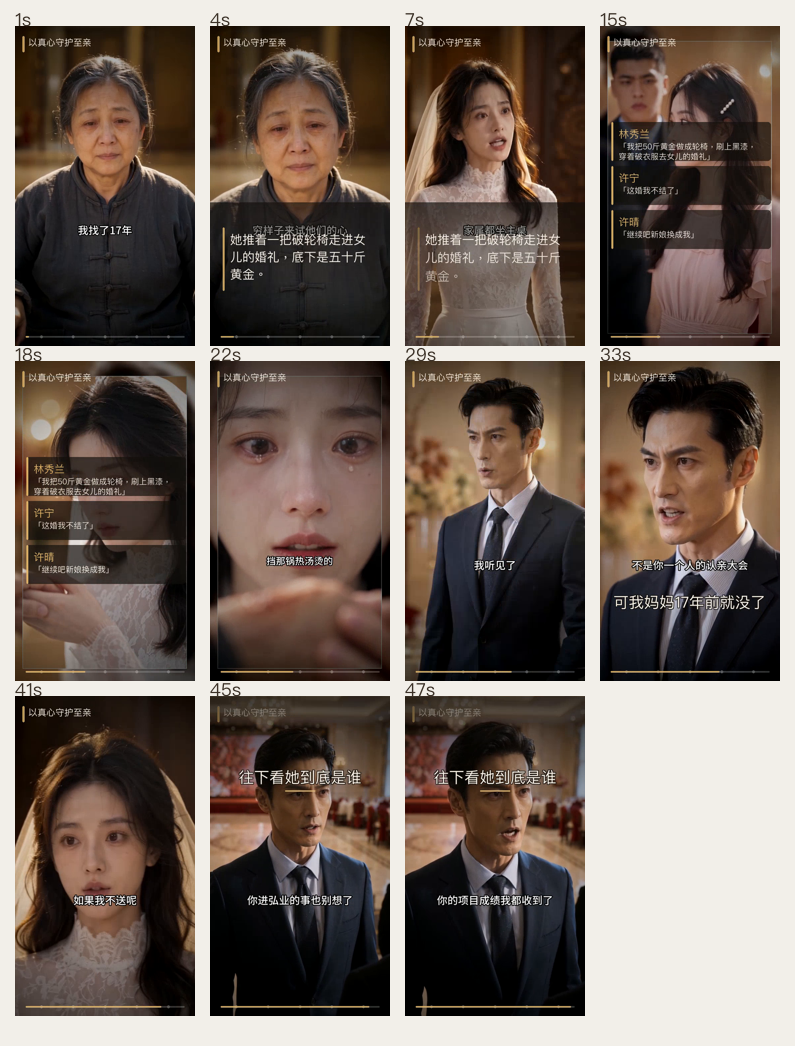 1s
以真心守护至亲
我找了17年
4s
以真心守护至亲
穷样子来试他们的心
她推着一把破轮椅走进女
儿的婚礼，底下是五十斤
黄金。
7s
以真心守护至亲
家属都坐主桌
她推着一把破轮椅走进女
儿的婚礼，底下是五十斤
黄金。
15s
以真心守护至亲
林秀兰
「我把50斤黄金做成轮椅，刷上黑漆，
穿着破衣服去女儿的婚礼」
许宁
「这婚我不结了」
许晴
「继续吧新娘换成我」
18s
以真心守护至亲
林秀兰
「我把50斤黄金做成轮椅，刷上黑漆，
穿着破衣服去女儿的婚礼」
许宁
「这婚我不结了」
许晴
「继续吧新娘换成我」
22s
以真心守护至亲
挡那锅热汤烫的
29s
以真心守护至亲
我听见了
33s
以真心守护至亲
不是你一个人的认亲大会
可我妈妈17年前就没了
41s
以真心守护至亲
如果我不送呢
45s
以真心守护至亲
往下看她到底是谁
你进弘业的事也别想了
47s
以真心守护至亲
往下看她到底是谁
你的项目成绩我都收到了